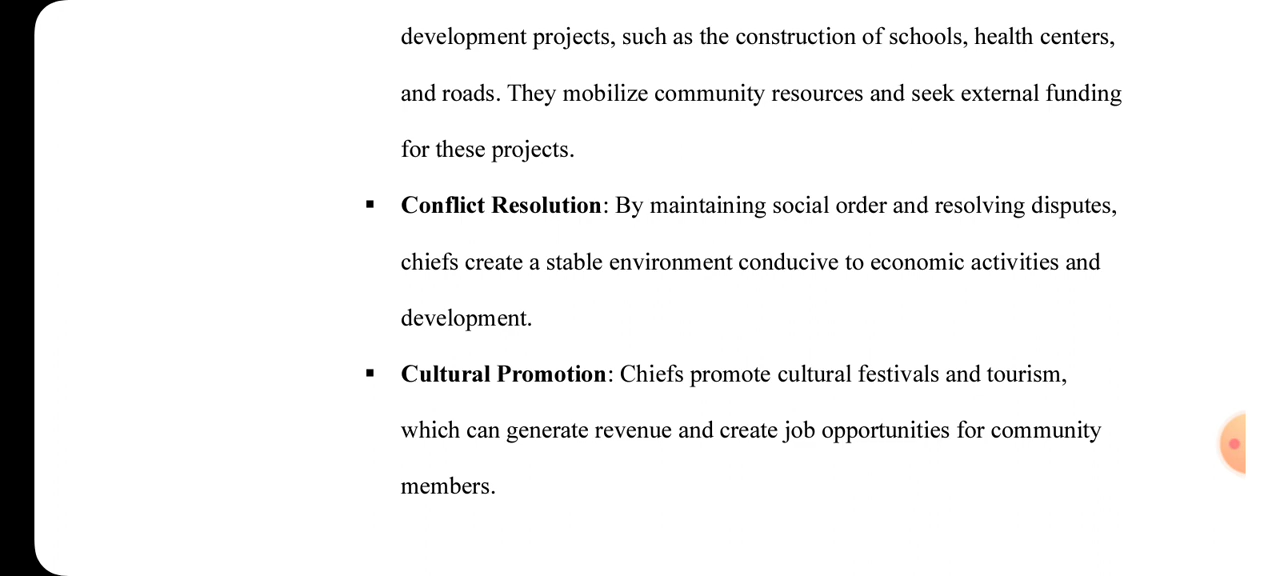 development projects, such as the construction of schools, health centers,
and roads. They mobilize community resources and seek external funding
for these projects.
▪ Conflict Resolution: By maintaining social order and resolving disputes,
chiefs create a stable environment conducive to economic activities and
development.
▪ Cultural Promotion: Chiefs promote cultural festivals and tourism,
which can generate revenue and create job opportunities for community
members.